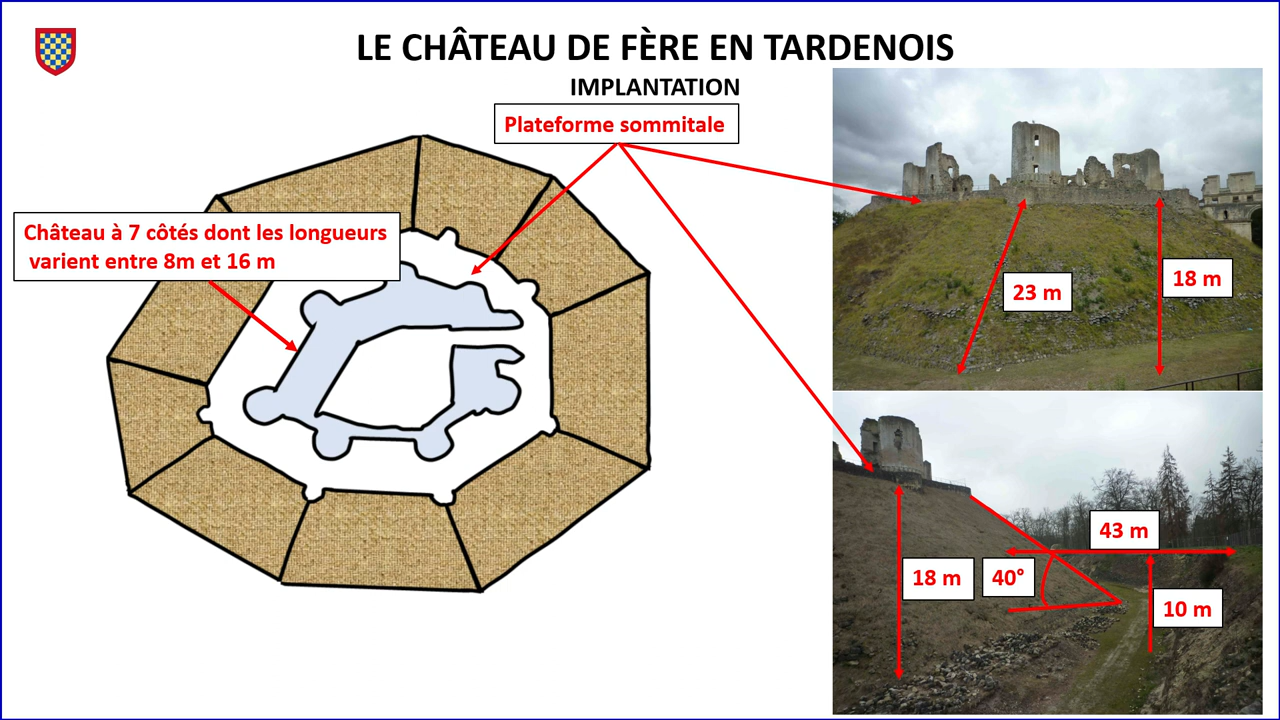 LE CHÂTEAU DE FÈRE EN TARDENOIS
IMPLANTATION
Plateforme sommitale
Château à 7 côtés dont les longueurs
varient entre 8m et 16 m
23 m
18 m
43 m
18 m
40°
10 m